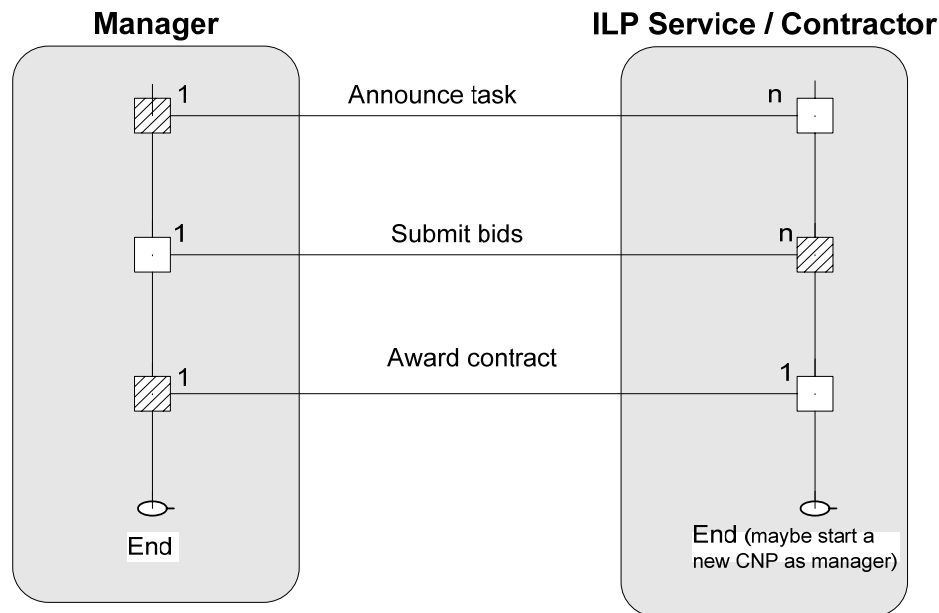 Manager
ILP Service / Contractor
1
Announce task
n
1
Submit bids
n
1
Award contract
1
End
End (maybe start a
new CNP as manager)